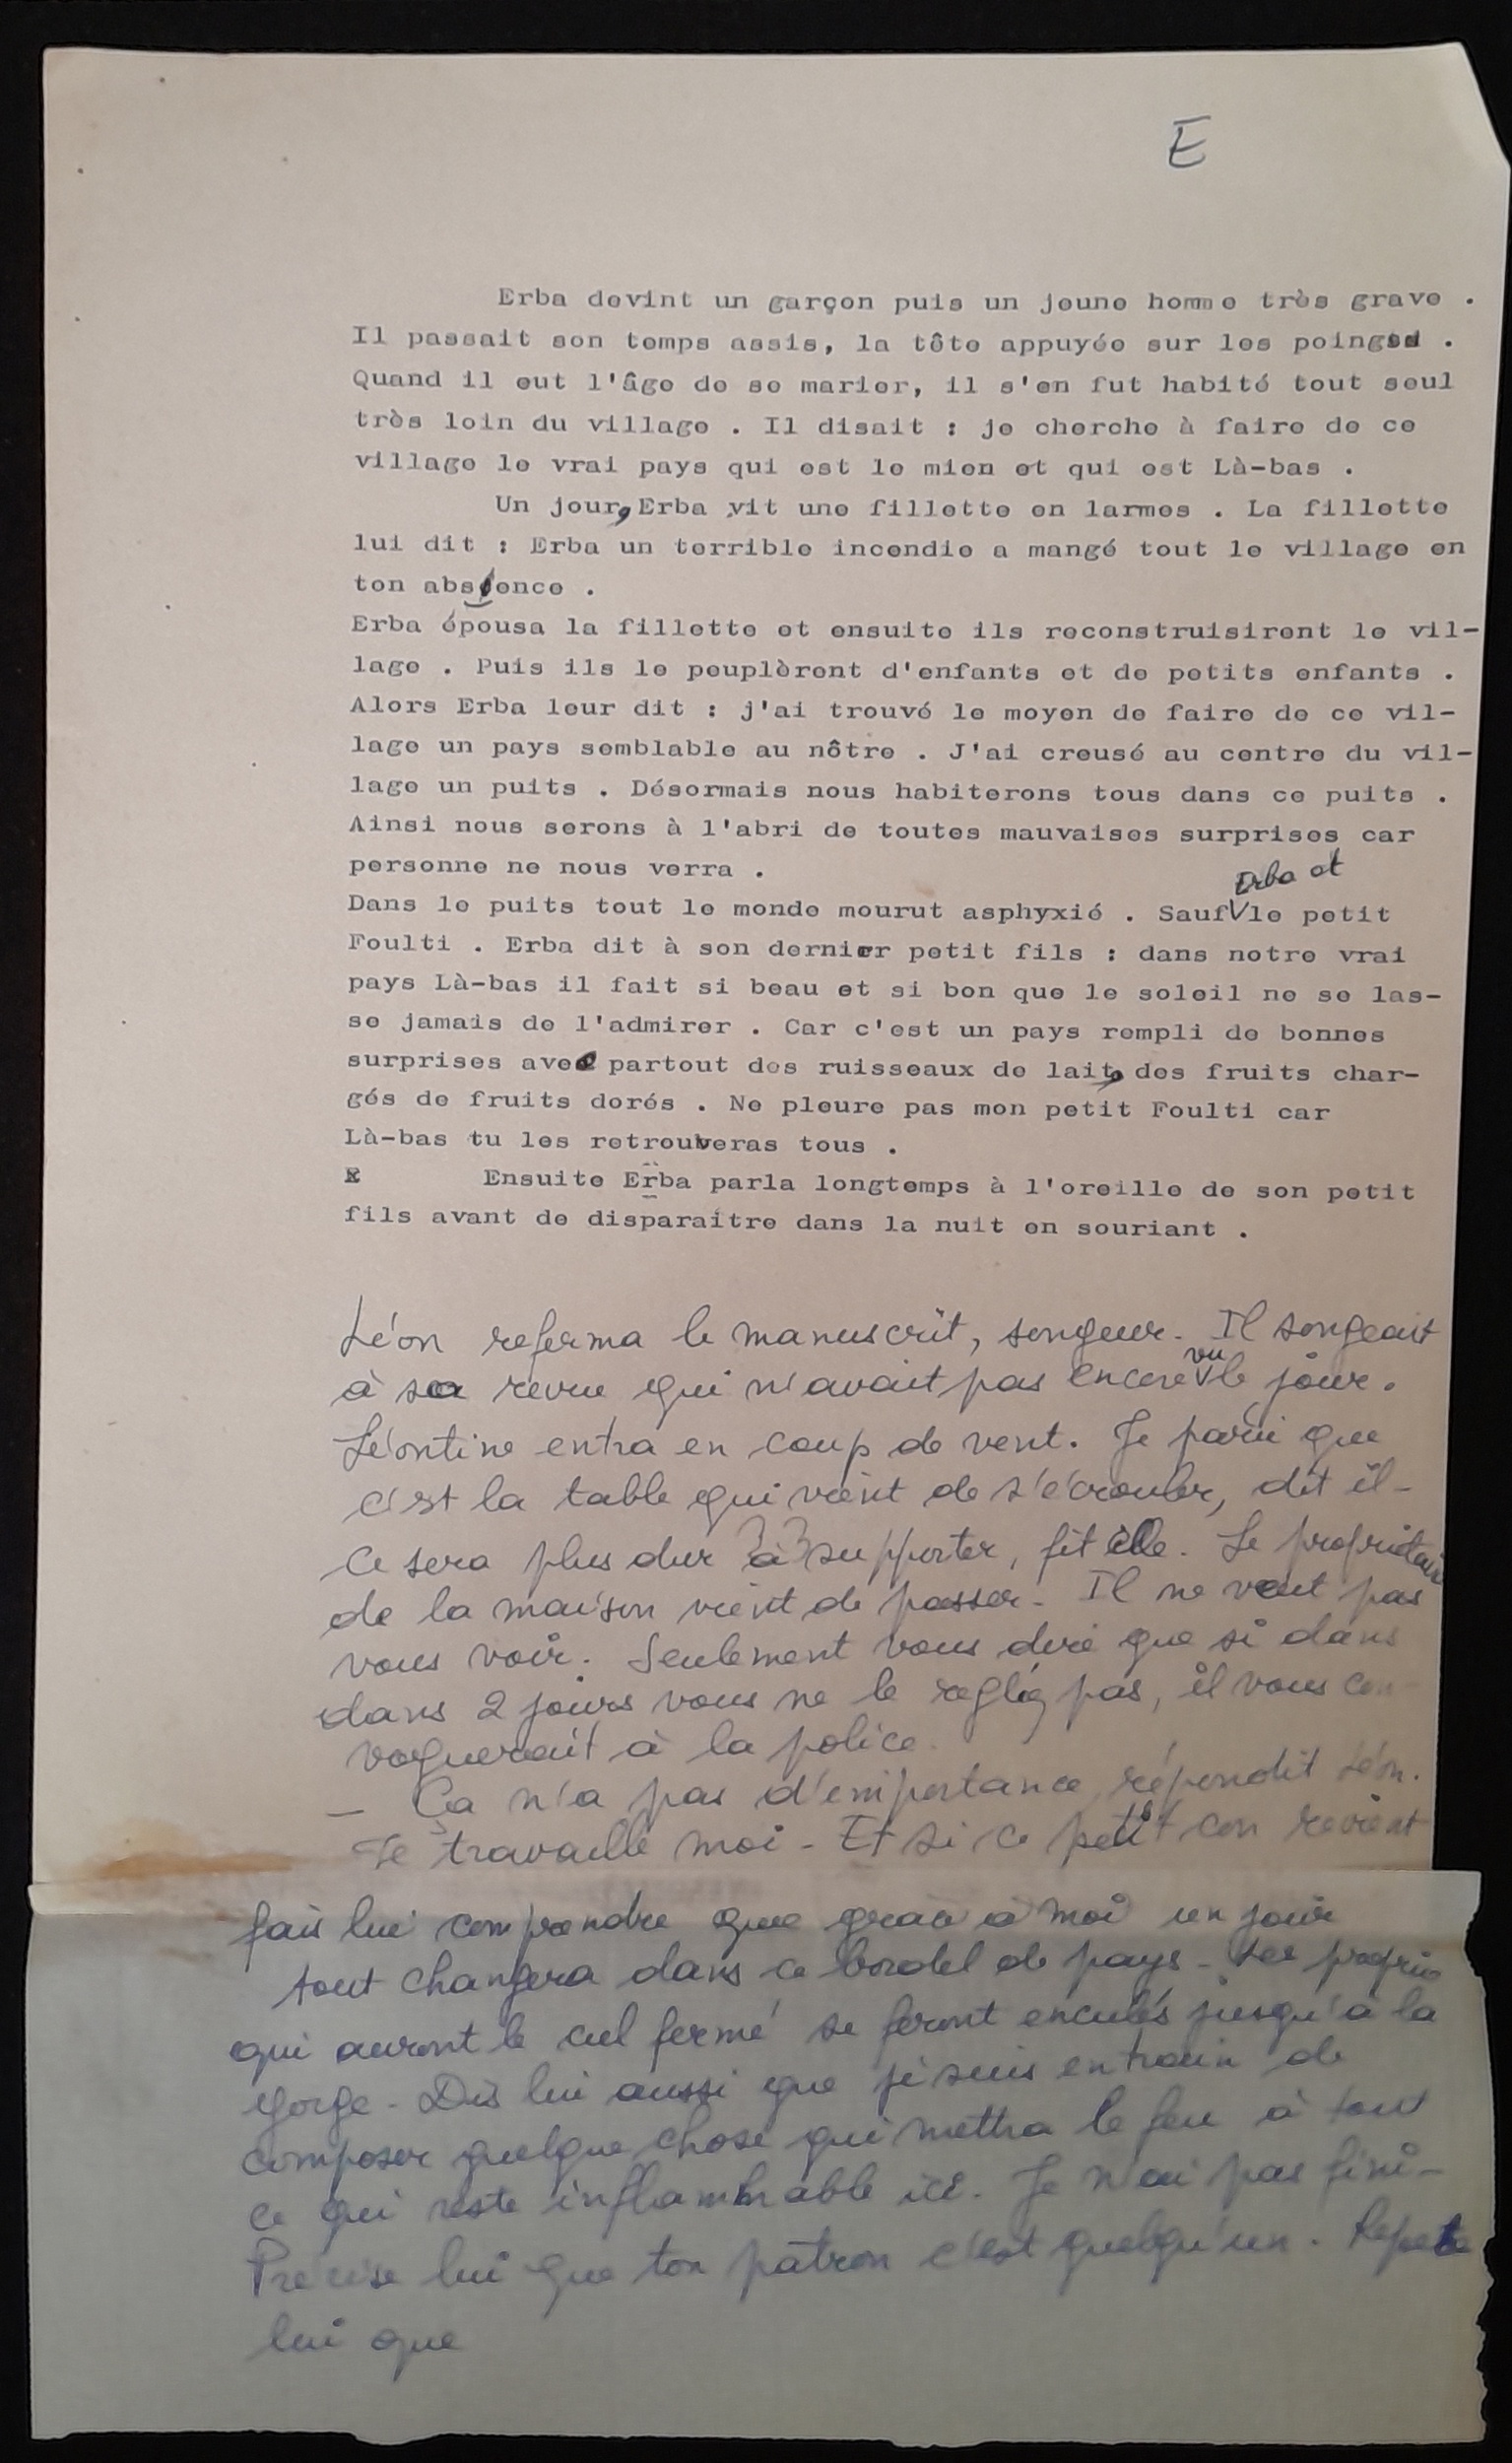 E
Erba devint un garçon puis un jeune homme très grave .
Il passait son temps assis, la tête appuyée sur les poings .
Quand il eut l'âge de se marier, il s'en fut habité tout seul
très loin du village . Il disait : je cherche à faire de ce
village le vrai pays qui est le mien et qui est Là-bas .
Un jour, Erba vit une fillette en larmes . La fillette
lui dit : Erba un terrible incendie a mangé tout le village en
ton absence .
Erba épousa la fillette et ensuite ils reconstruisirent le vil-
lage . Puis ils le peuplèrent d'enfants et de petits enfants .
Alors Erba leur dit : j'ai trouvé le moyen de faire de ce vil-
lage un pays semblable au nôtre . J'ai creusé au centre du vil-
lage un puits . Désormais nous habiterons tous dans ce puits .
Ainsi nous serons à l'abri de toutes mauvaises surprises car
personne ne nous verra .
Dans le puits tout le monde mourut asphyxié . Sauf Erba et le petit
Foulti . Erba dit à son dernier petit fils : dans notre vrai
pays Là-bas il fait si beau et si bon que le soleil ne se las-
se jamais de l'admirer . Car c'est un pays rempli de bonnes
surprises avec partout des ruisseaux de lait, des fruits char-
gés de fruits dorés . Ne pleure pas mon petit Foulti car
Là-bas tu les retrouveras tous .
Ensuite Erba parla longtemps à l'oreille de son petit
fils avant de disparaitre dans la nuit en souriant .
Léon referma le manuscrit, songeur. Il songeait
à sa revue qui n'avait pas encore vu le jour.
Léontine entra en coup de vent. Je parie que
c'est la table qui vient de s'écrouler, dit il -
Ce sera plus dur à supporter, fit elle. Le propriétaire
de la maison vient de passer. Il ne veut pas
vous voir. Seulement vous dire que si dans
dans 2 jours vous ne le regléz pas, il vous con-
voquerait à la police.
— Ça n'a pas d'importance, répondit Léon.
Je travaille moi - Et si ce petit con revient
fais lui comprendre que grace à moi un jour
tout changera dans ce bordel de pays - Les proprios
qui auront le cul fermé se feront enculés jusqu'à la
gorge - Dis lui aussi que je suis entrain de
composer quelque chose qui mettra le feu à tout
ce qui reste inflammable ici. Je n'ai pas fini -
Précise lui que ton patron c'est quelqu'un. Repete
lui que